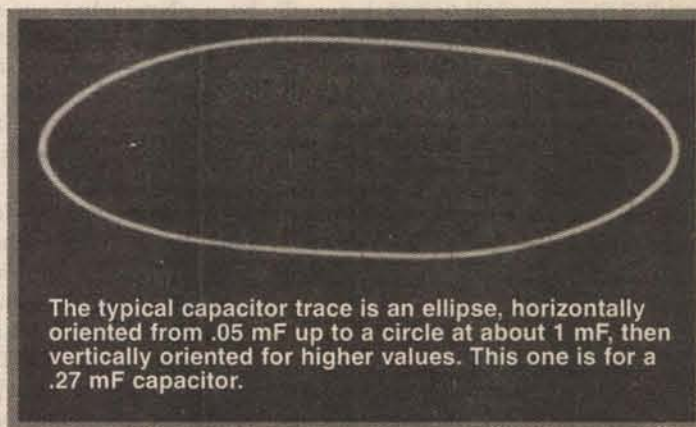 The typical capacitor trace is an ellipse, horizontally
oriented from .05 mF up to a circle at about 1 mF, then
vertically oriented for higher values. This one is for a
.27 mF capacitor.